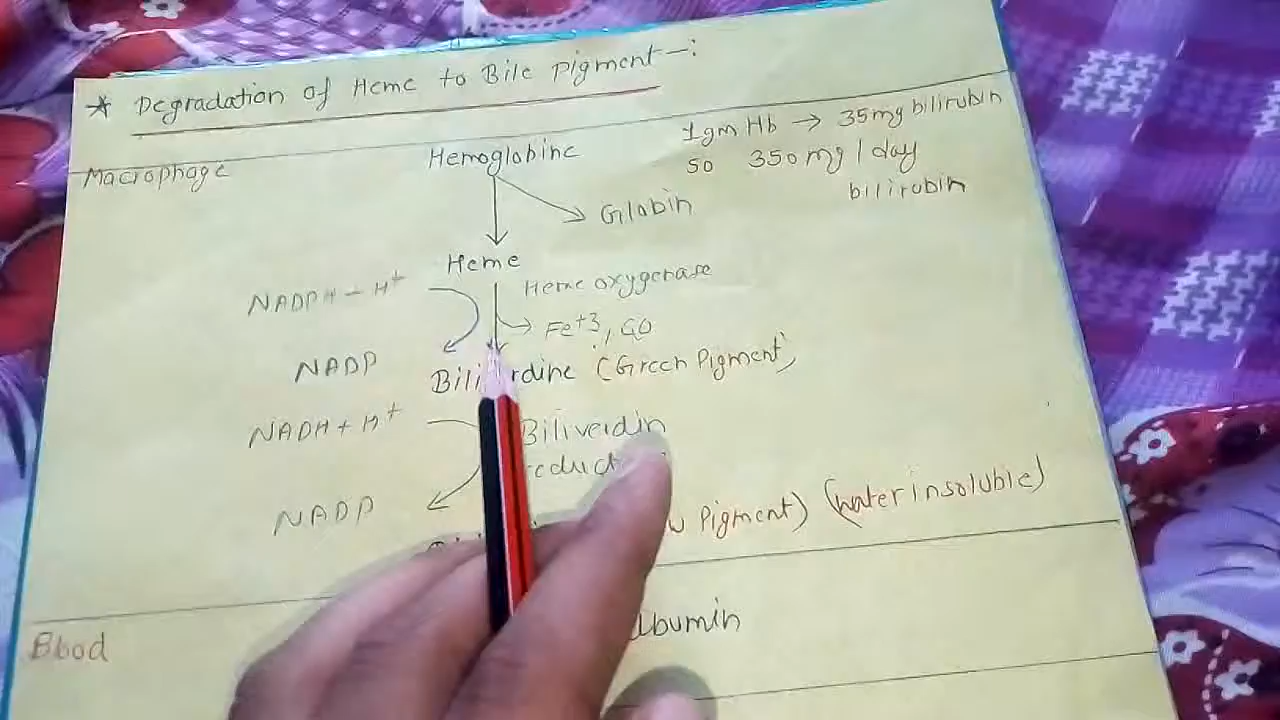 * Degradation of Heme to Bile Pigment -:
Macrophage
Hemoglobine
1gm Hb → 35mg bilirubin
so 350mg / day
bilirubin
Globin
Heme
NADPH - H+
Heme oxygenase
Fe+3, CO
NADP
(Green Pigment)
NADH + H+
Biliverdin
NADP
Pigment) (water insoluble)
Blood